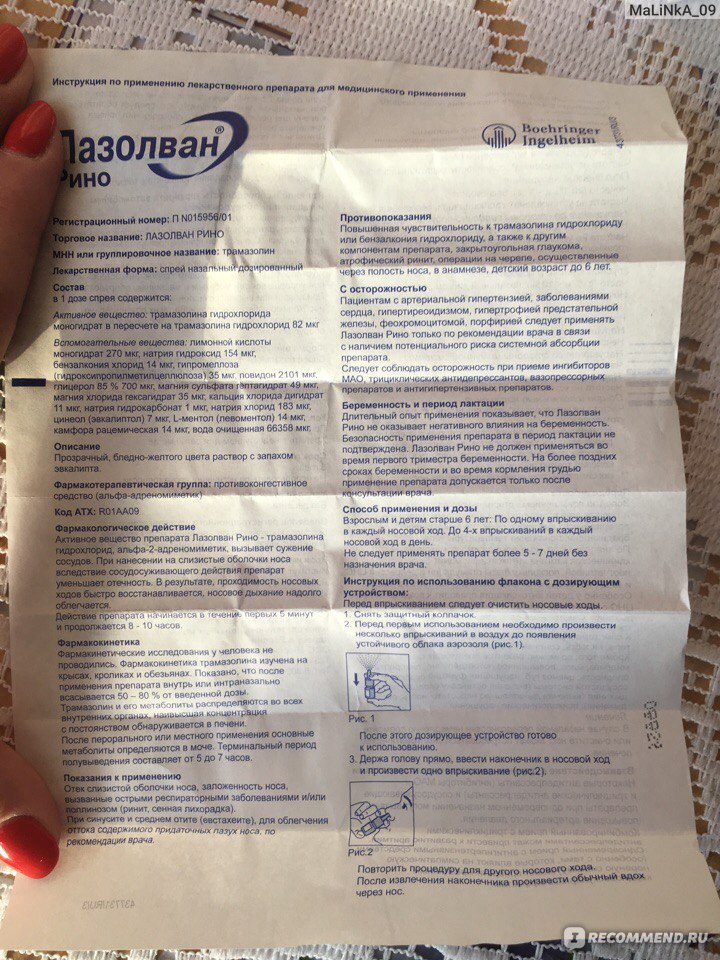 MaLiNkA_09
Инструкция по применению лекарственного препарата для медицинского применения
Лазолван®
Рино
Boehringer
Ingelheim
Регистрационный номер: П N015956/01
Торговое название: ЛАЗОЛВАН РИНО
МНН или группировочное название: трамазолин
Лекарственная форма: спрей назальный дозированный
Состав
в 1 дозе спрея содержится:
Активное вещество: трамазолина гидрохлорида
моногидрат в пересчете на трамазолина гидрохлорид 82 мкг
Вспомогательные вещества: лимонной кислоты
моногидрат 270 мкг, натрия гидроксид 154 мкг,
бензалкония хлорид 14 мкг, гипромеллоза
(гидроксипропилметилцеллюлоза) 35 мкг, повидон 2101 мкг,
глицерол 85 % 700 мкг, магния сульфата гептагидрат 49 мкг,
магния хлорида гексагидрат 35 мкг, кальция хлорида дигидрат
11 мкг, натрия гидрокарбонат 1 мкг, натрия хлорид 183 мкг,
цинеол (эвкалиптол) 7 мкг, L-ментол (левоментол) 14 мкг,
камфора рацемическая 14 мкг, вода очищенная 66358 мкг.
Описание
Прозрачный, бледно-желтого цвета раствор с запахом
эвкалипта.
Фармакотерапевтическая группа: противоконгестивное
средство (альфа-адреномиметик)
Код АТХ: R01AA09
Фармакологическое действие
Активное вещество препарата Лазолван Рино - трамазолина
гидрохлорид, альфа-2-адреномиметик, вызывает сужение
сосудов. При нанесении на слизистые оболочки носа
вследствие сосудосуживающего действия препарат
уменьшает отечность. В результате, проходимость носовых
ходов быстро восстанавливается, носовое дыхание надолго
облегчается.
Действие препарата начинается в течение первых 5 минут
и продолжается 8 - 10 часов.
Фармакокинетика
Фармакокинетические исследования у человека не
проводились. Фармакокинетика трамазолина изучена на
крысах, кроликах и обезьянах. Показано, что после
применения препарата внутрь или интраназально
всасывается 50 – 80 % от введенной дозы.
Трамазолин и его метаболиты распределяются во всех
внутренних органах, наивысшая концентрация
с постоянством обнаруживается в печени.
После перорального или местного применения основные
метаболиты определяются в моче. Терминальный период
полувыведения составляет от 5 до 7 часов.
Показания к применению
Отек слизистой оболочки носа, заложенность носа,
вызванные острыми респираторными заболеваниями и/или
поллинозом (ринит, сенная лихорадка).
При синусите и среднем отите (евстахеите), для облегчения
оттока содержимого придаточных пазух носа, по
рекомендации врача.
Противопоказания
Повышенная чувствительность к трамазолина гидрохлориду
или бензалкония гидрохлориду, а также к другим
компонентам препарата, закрытоугольная глаукома,
атрофический ринит, операции на черепе, осуществленные
через полость носа, в анамнезе, детский возраст до 6 лет.
С осторожностью
Пациентам с артериальной гипертензией, заболеваниями
сердца, гипертиреоидизмом, гипертрофией предстательной
железы, феохромоцитомой, порфирией следует применять
Лазолван Рино только по рекомендации врача в связи
с наличием потенциального риска системной абсорбции
препарата.
Следует соблюдать осторожность при приеме ингибиторов
МАО, трициклических антидепрессантов, вазопрессорных
препаратов и антигипертензивных препаратов.
Беременность и период лактации
Длительный опыт применения показывает, что Лазолван
Рино не оказывает негативного влияния на беременность.
Безопасность применения препарата в период лактации не
подтверждена. Лазолван Рино не должен применяться во
время первого триместра беременности. На более поздних
сроках беременности и во время кормления грудью
применение препарата допускается только после
консультации врача.
Способ применения и дозы
Взрослым и детям старше 6 лет: По одному впрыскиванию
в каждый носовой ход. До 4-х впрыскиваний в каждый
носовой ход в день.
Не следует применять препарат более 5 - 7 дней без
назначения врача.
Инструкция по использованию флакона с дозирующим
устройством:
Перед впрыскиванием следует очистить носовые ходы.
1. Снять защитный колпачок.
2. Перед первым использованием необходимо произвести
несколько впрыскиваний в воздух до появления
устойчивого облака аэрозоля (рис.1).
Рис. 1
После этого дозирующее устройство готово
к использованию.
3. Держа голову прямо, ввести наконечник в носовой ход
и произвести одно впрыскивание (рис.2).
Рис.2
Повторить процедуру для другого носового хода.
После извлечения наконечника произвести обычный вдох
через нос.
IRECOMMEND.RU